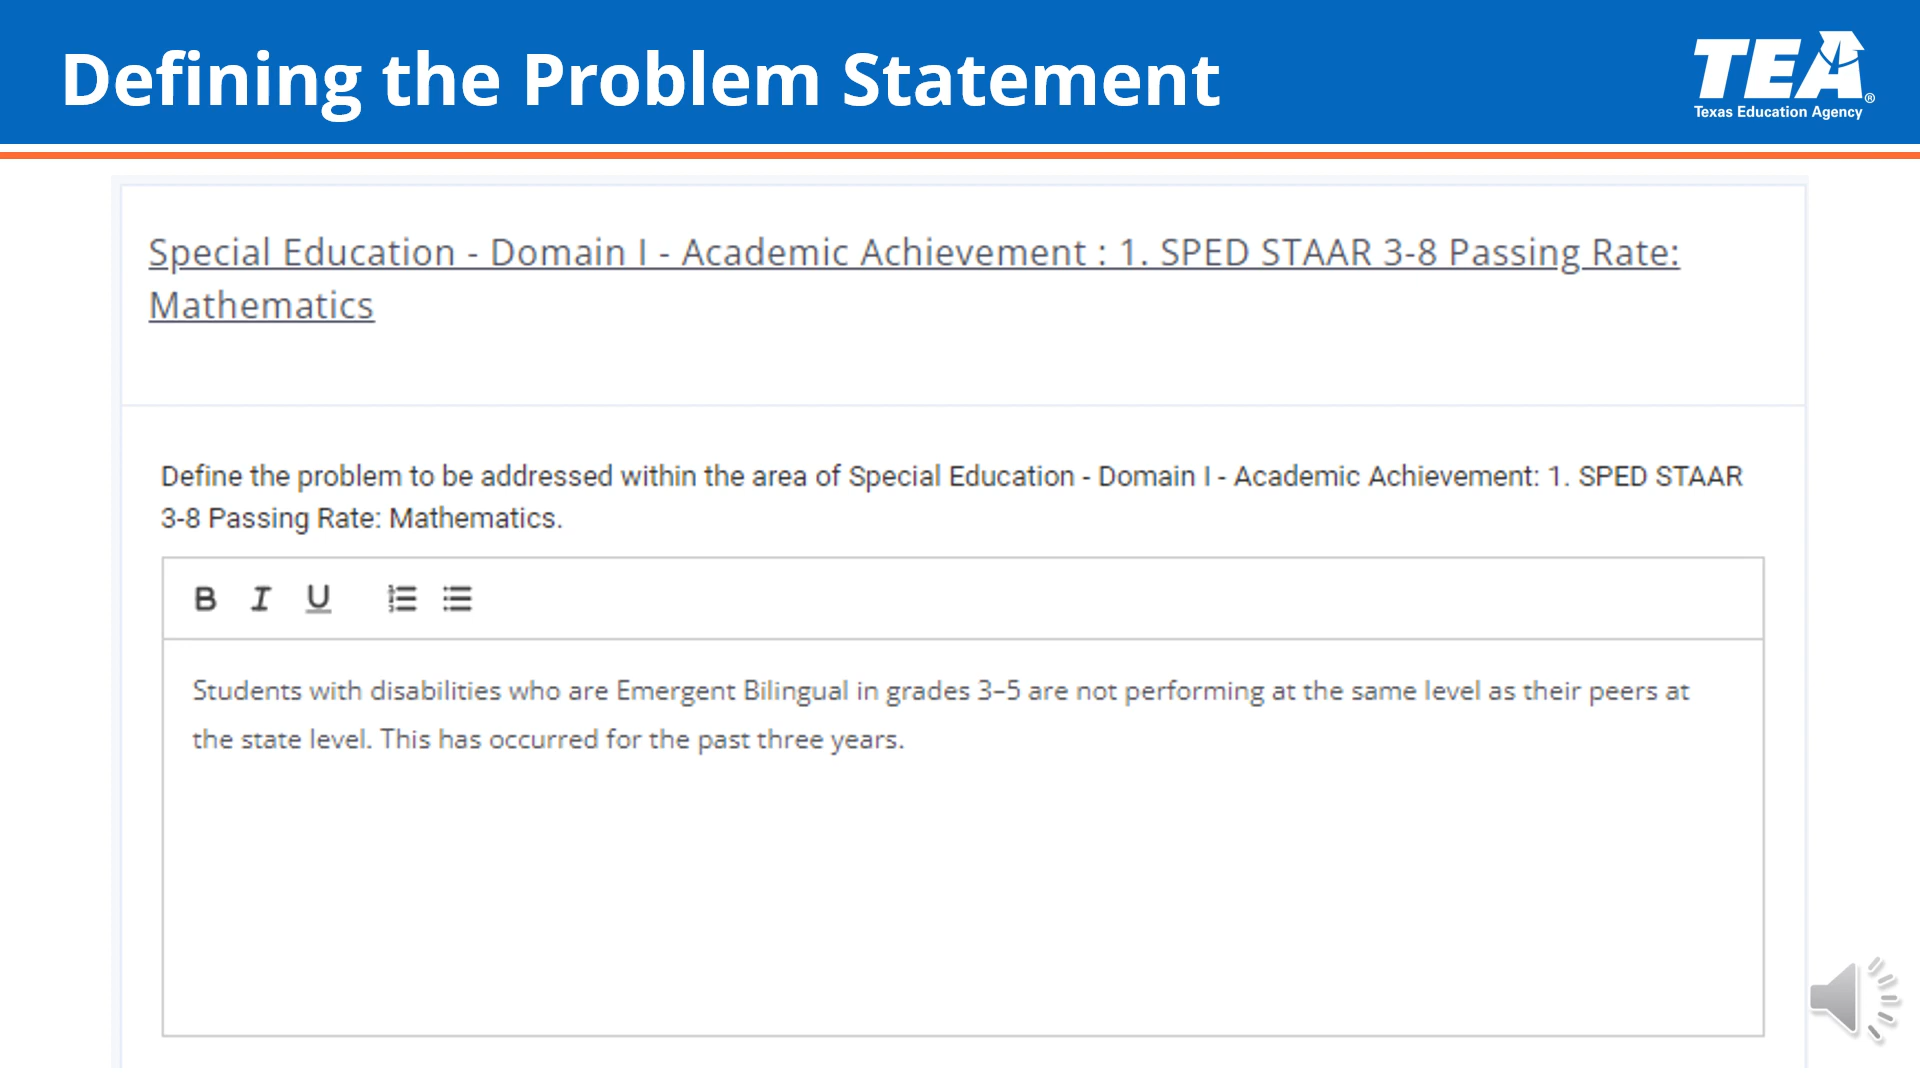 Defining the Problem Statement
TEA®
Texas Education Agency
Special Education - Domain I - Academic Achievement : 1. SPED STAAR 3-8 Passing Rate:
Mathematics
Define the problem to be addressed within the area of Special Education - Domain I - Academic Achievement: 1. SPED STAAR
3-8 Passing Rate: Mathematics.
B I U
Students with disabilities who are Emergent Bilingual in grades 3–5 are not performing at the same level as their peers at
the state level. This has occurred for the past three years.